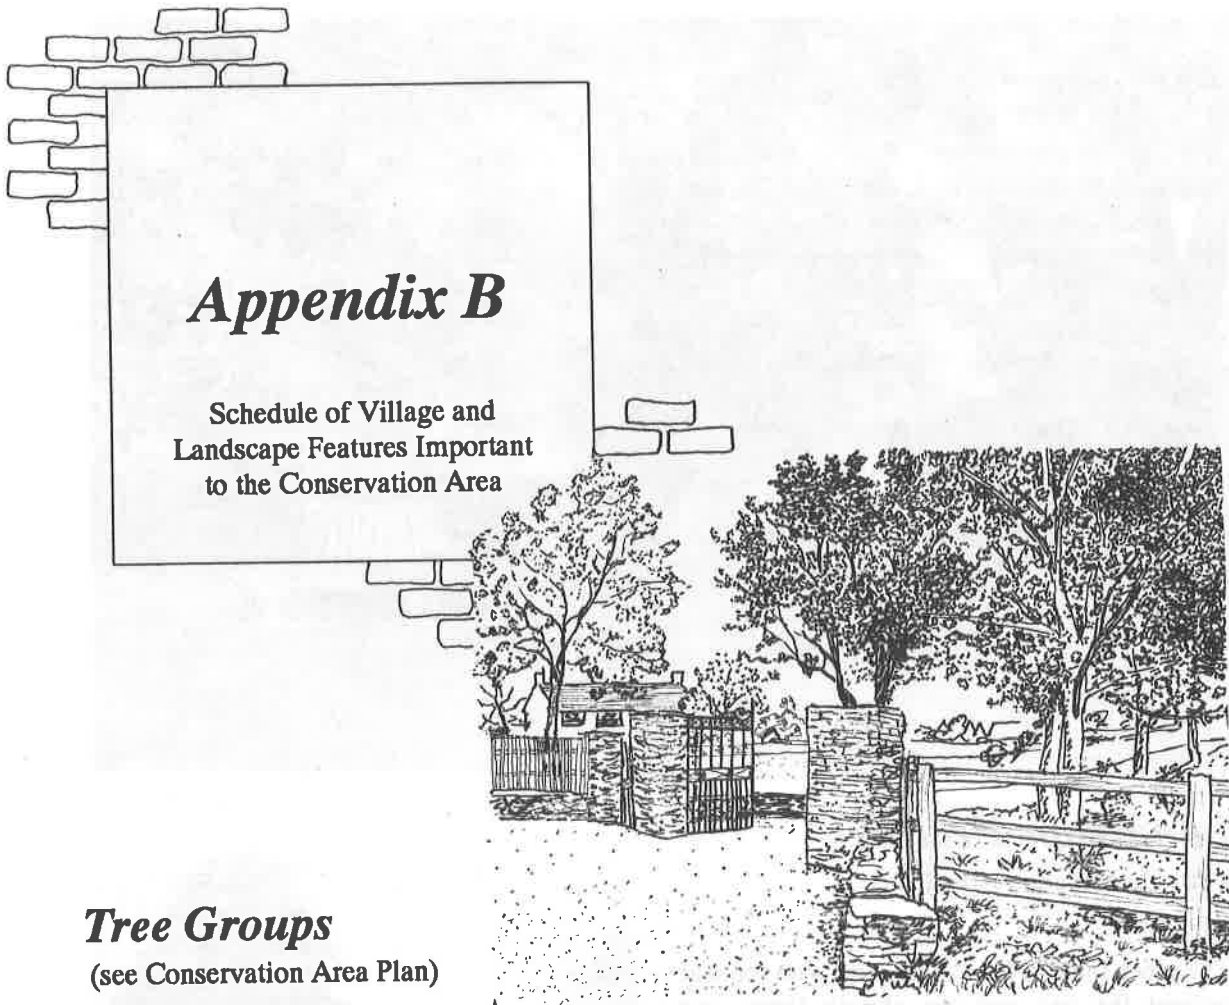 Appendix B
Schedule of Village and
Landscape Features Important
to the Conservation Area
Tree Groups
(see Conservation Area Plan)